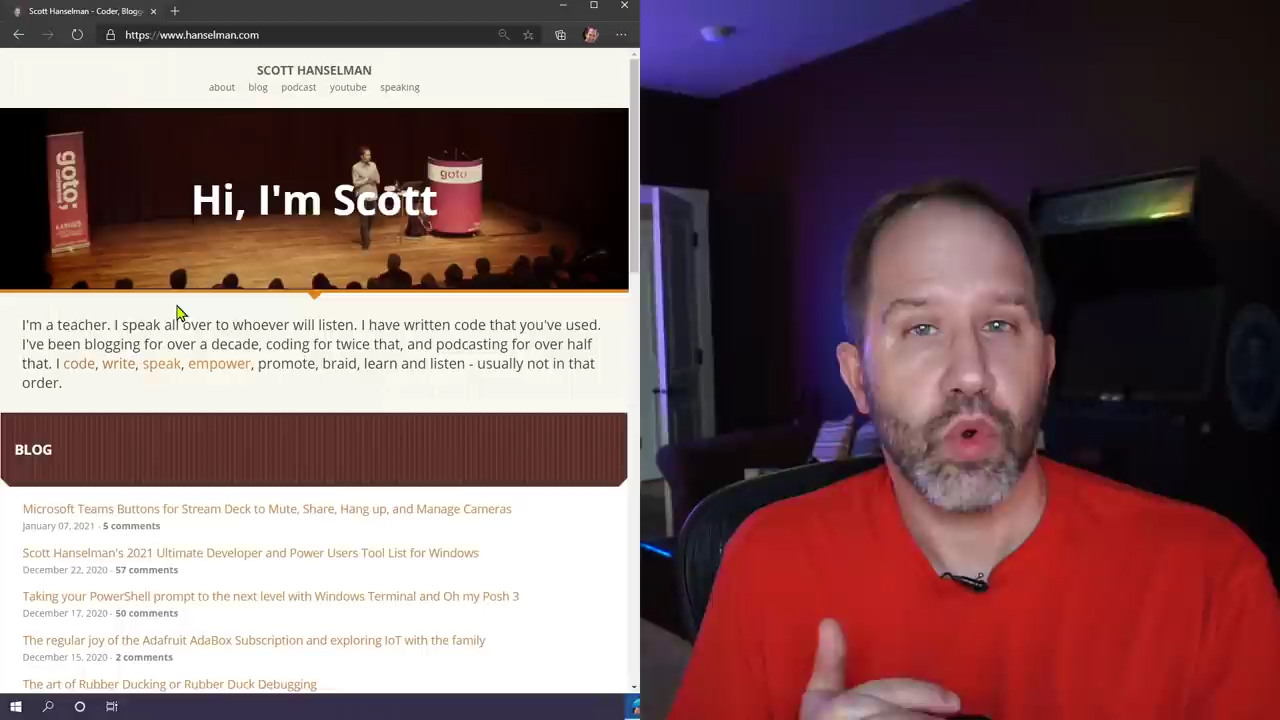 Scott Hanselman - Coder, Blogg
https://www.hanselman.com
SCOTT HANSELMAN
about blog podcast youtube speaking
goto;
goto;
Hi, I'm Scott
I'm a teacher. I speak all over to whoever will listen. I have written code that you've used.
I've been blogging for over a decade, coding for twice that, and podcasting for over half
that. I code, write, speak, empower, promote, braid, learn and listen - usually not in that
order.
BLOG
Microsoft Teams Buttons for Stream Deck to Mute, Share, Hang up, and Manage Cameras
January 07, 2021 - 5 comments
Scott Hanselman's 2021 Ultimate Developer and Power Users Tool List for Windows
December 22, 2020 - 57 comments
Taking your PowerShell prompt to the next level with Windows Terminal and Oh my Posh 3
December 17, 2020 - 50 comments
The regular joy of the Adafruit AdaBox Subscription and exploring IoT with the family
December 15, 2020 - 2 comments
The art of Rubber Ducking or Rubber Duck Debugging